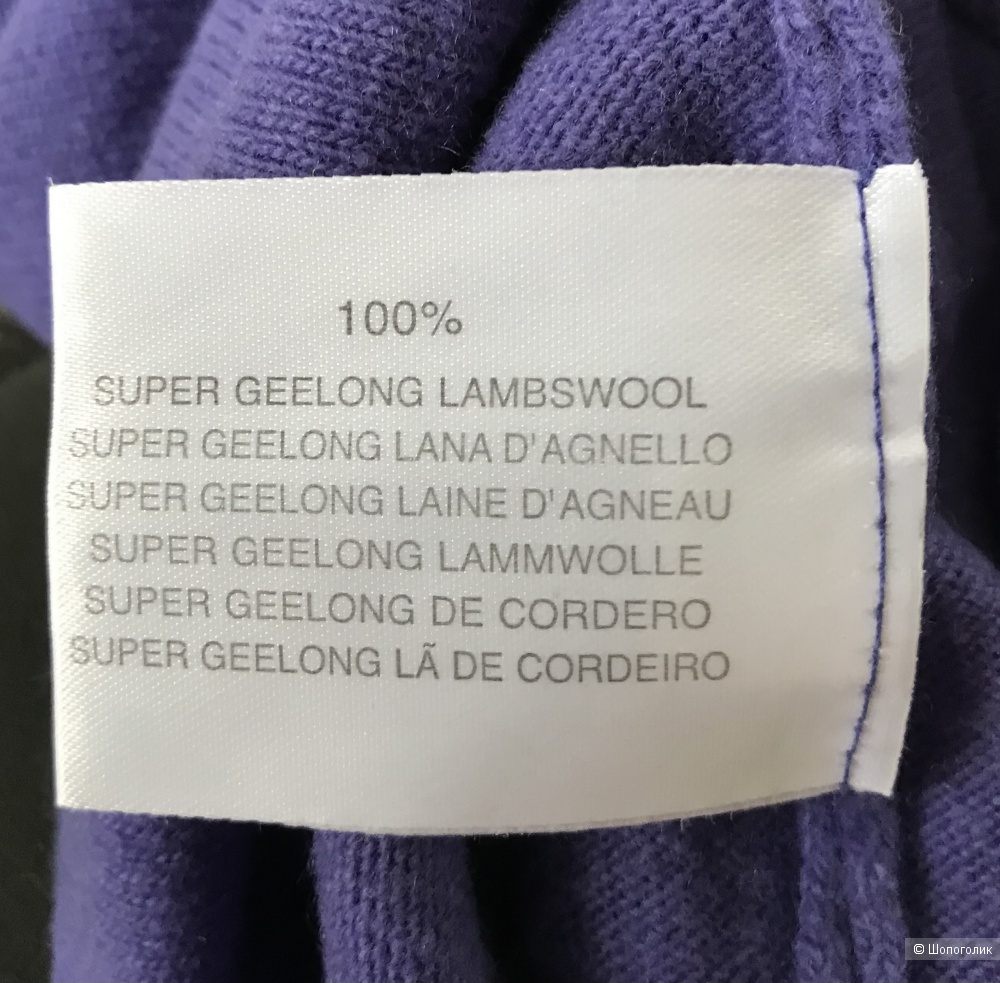 100%
SUPER GEELONG LAMBSWOOL
SUPER GEELONG LANA D'AGNELLO
SUPER GEELONG LAINE D'AGNEAU
SUPER GEELONG LAMMWOLLE
SUPER GEELONG DE CORDERO
SUPER GEELONG LÃ DE CORDEIRO
© Шопоголик